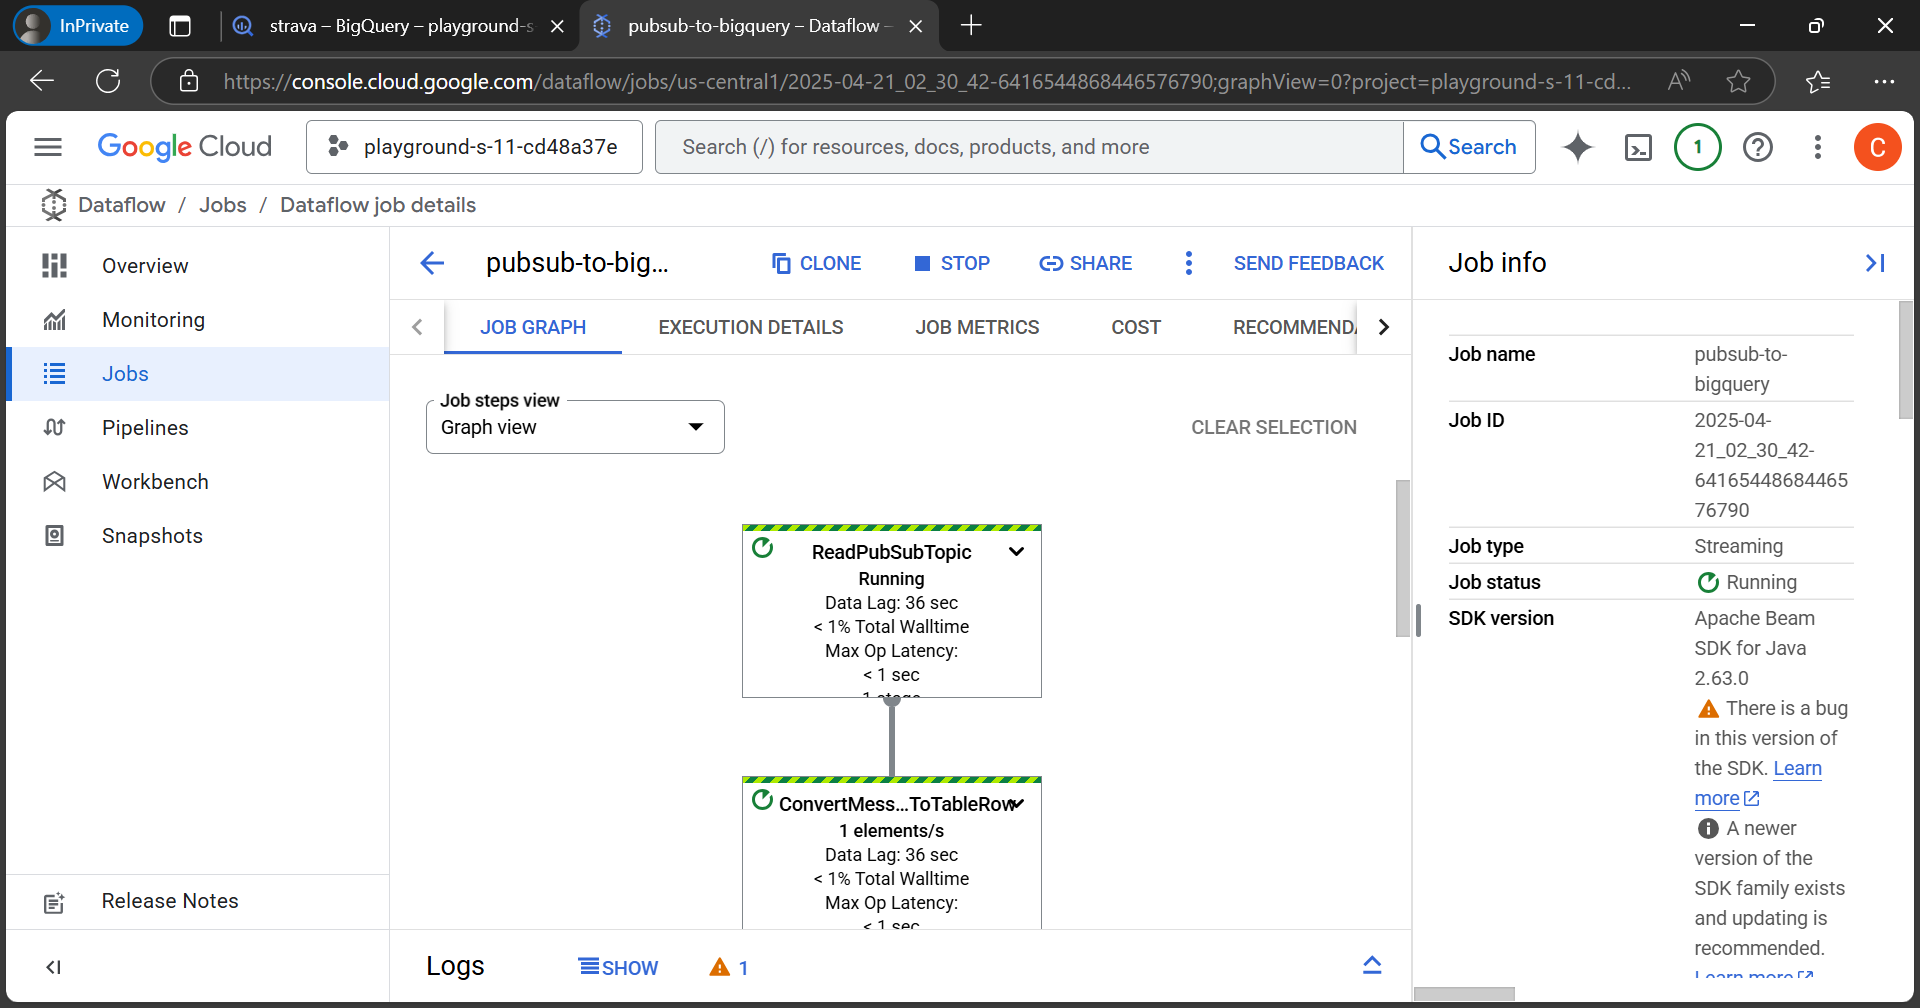 InPrivate
strava – BigQuery – playground-s-
pubsub-to-bigquery – Dataflow –
https://console.cloud.google.com/dataflow/jobs/us-central1/2025-04-21_02_30_42-6416544868446576790;graphView=0?project=playground-s-11-cd...
Google Cloud
playground-s-11-cd48a37e
Search (/) for resources, docs, products, and more
Search
1
C
Dataflow / Jobs / Dataflow job details
Overview
Monitoring
Jobs
Pipelines
Workbench
Snapshots
Release Notes
pubsub-to-big...
CLONE
STOP
SHARE
SEND FEEDBACK
JOB GRAPH
EXECUTION DETAILS
JOB METRICS
COST
RECOMMENDA
Job steps view
Graph view
CLEAR SELECTION
ReadPubSubTopic
Running
Data Lag: 36 sec
< 1% Total Walltime
Max Op Latency:
< 1 sec
1 stage
ConvertMess...ToTableRow
1 elements/s
Data Lag: 36 sec
< 1% Total Walltime
Max Op Latency:
< 1 sec
Logs
SHOW
1
Job info
Job name
pubsub-to-
bigquery
Job ID
2025-04-
21_02_30_42-
64165448684465
76790
Job type
Streaming
Job status
Running
SDK version
Apache Beam
SDK for Java
2.63.0
There is a bug
in this version of
the SDK. Learn
more
A newer
version of the
SDK family exists
and updating is
recommended.
Learn more